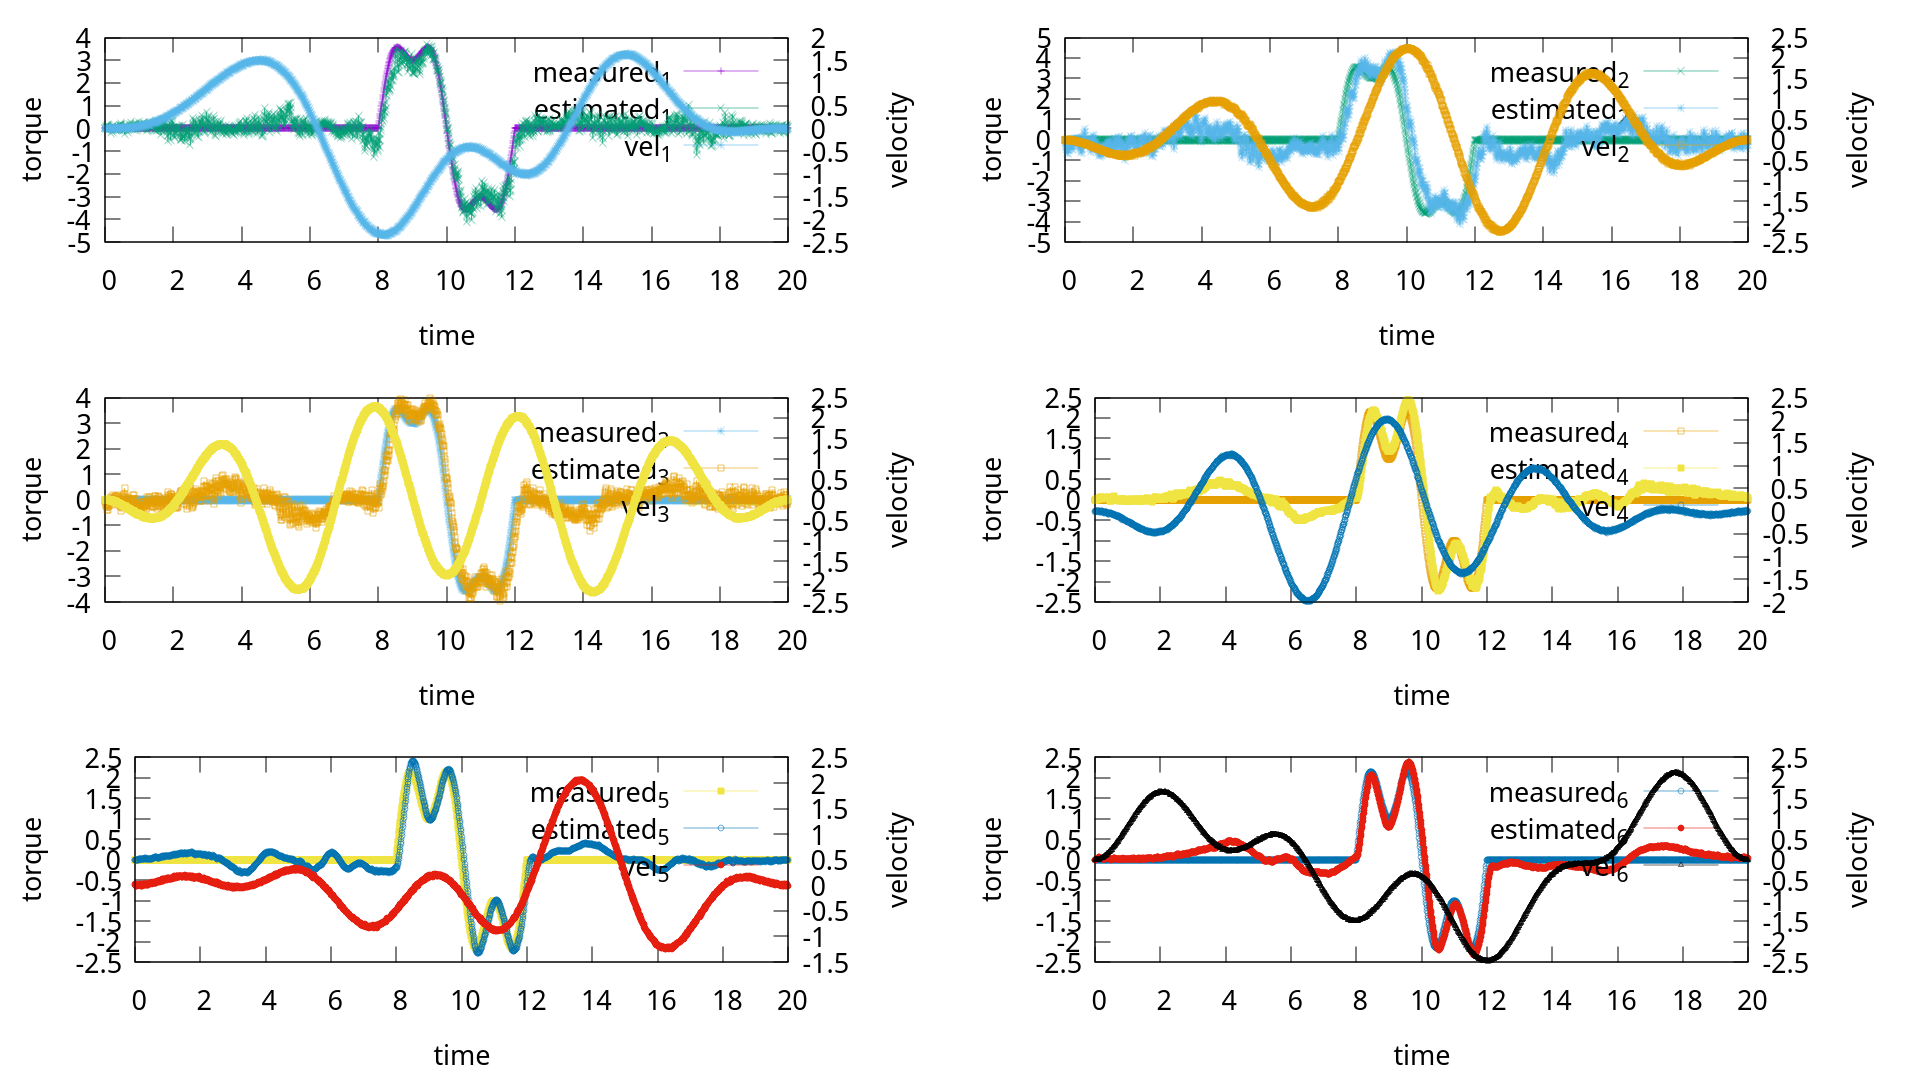 4 3 2 1 0 -1 -2 -3 -4 -5
torque
2 1.5 1 0.5 0 -0.5 -1 -1.5 -2 -2.5
velocity
measured1
estimated1
vel1
0 2 4 6 8 10 12 14 16 18 20
time
5 4 3 2 1 0 -1 -2 -3 -4 -5
torque
2.5 2 1.5 1 0.5 0 -0.5 -1 -1.5 -2 -2.5
velocity
measured2
estimated2
vel2
0 2 4 6 8 10 12 14 16 18 20
time
4 3 2 1 0 -1 -2 -3 -4
torque
2.5 2 1.5 1 0.5 0 -0.5 -1 -1.5 -2 -2.5
velocity
measured3
estimated3
vel3
0 2 4 6 8 10 12 14 16 18 20
time
2.5 2 1.5 1 0.5 0 -0.5 -1 -1.5 -2 -2.5
torque
2.5 2 1.5 1 0.5 0 -0.5 -1 -1.5 -2
velocity
measured4
estimated4
vel4
0 2 4 6 8 10 12 14 16 18 20
time
2.5 2 1.5 1 0.5 0 -0.5 -1 -1.5 -2 -2.5
torque
2.5 2 1.5 1 0.5 0 -0.5 -1 -1.5
velocity
measured5
estimated5
vel5
0 2 4 6 8 10 12 14 16 18 20
time
2.5 2 1.5 1 0.5 0 -0.5 -1 -1.5 -2 -2.5
torque
2.5 2 1.5 1 0.5 0 -0.5 -1 -1.5 -2 -2.5
velocity
measured6
estimated6
vel6
0 2 4 6 8 10 12 14 16 18 20
time